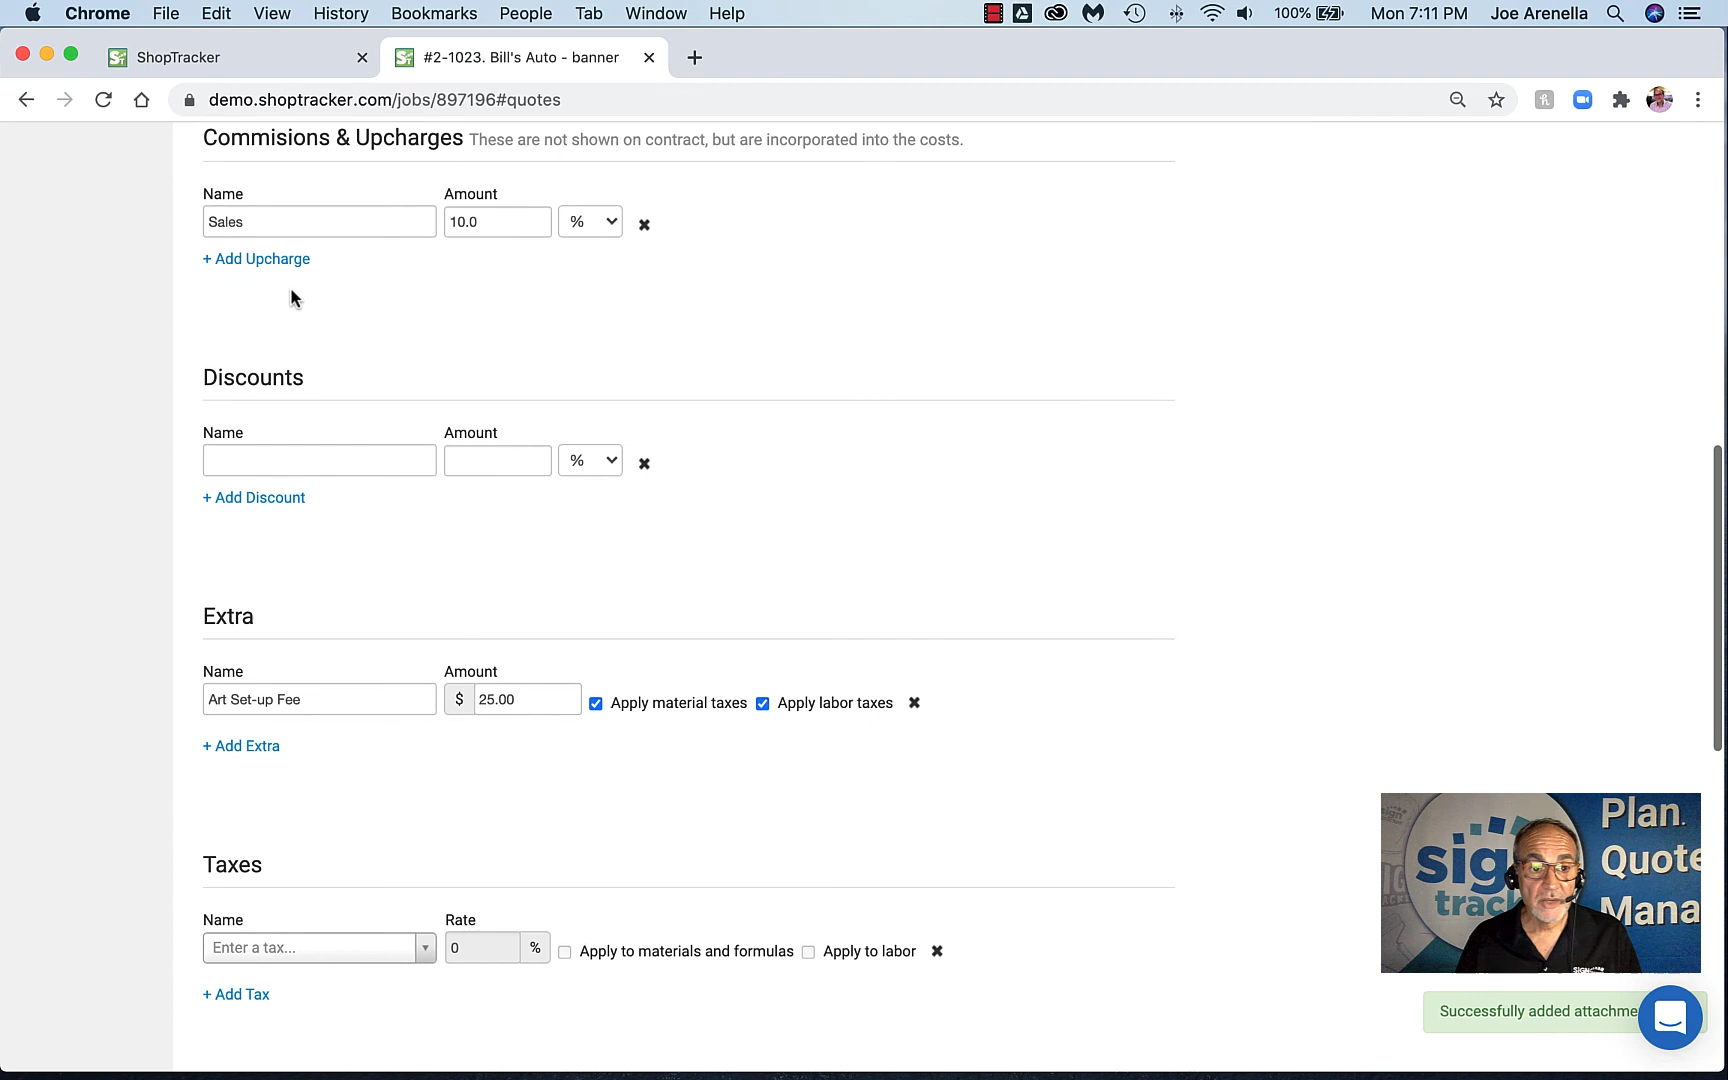 Chrome File Edit View History Bookmarks People Tab Window Help 100% Mon 7:11 PM Joe Arenella
ShopTracker #2-1023. Bill's Auto - banner
demo.shoptracker.com/jobs/897196#quotes
Commisions & Upcharges These are not shown on contract, but are incorporated into the costs.
Name Amount
Sales 10.0 %
+ Add Upcharge
Discounts
Name Amount
%
+ Add Discount
Extra
Name Amount
Art Set-up Fee $ 25.00 Apply material taxes Apply labor taxes
+ Add Extra
Taxes
Name Rate
Enter a tax... 0 % Apply to materials and formulas Apply to labor
+ Add Tax
Plan.
Quote
Mana
sig
track
Successfully added attachme